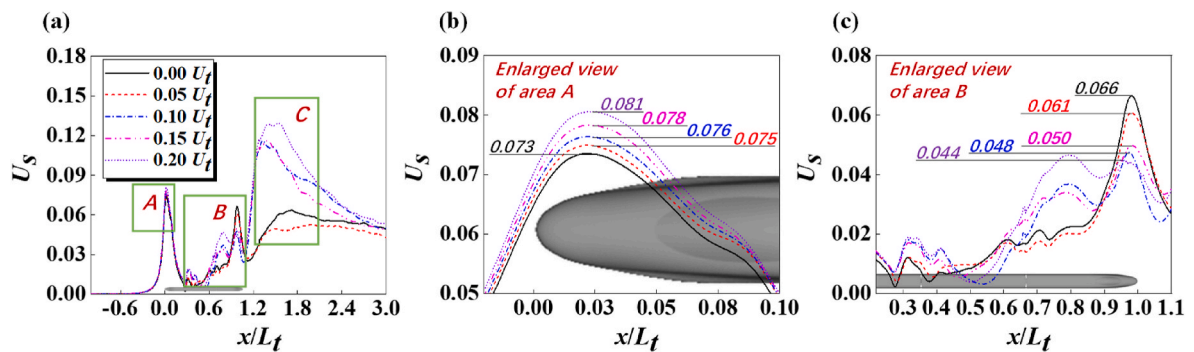 (a)
U_s
0.18
0.15
0.12
0.09
0.06
0.03
0.00
0.00 U_t
0.05 U_t
0.10 U_t
0.15 U_t
0.20 U_t
A
B
C
-0.6 0.0 0.6 1.2 1.8 2.4 3.0
x/L_t
(b)
U_s
0.09
0.08
0.07
0.06
0.05
Enlarged view
of area A
0.081
0.078
0.076
0.075
0.073
0.00 0.03 0.05 0.08 0.10
x/L_t
(c)
U_s
0.08
0.06
0.04
0.02
0.00
Enlarged view
of area B
0.066
0.061
0.050
0.048
0.044
0.3 0.4 0.5 0.6 0.7 0.8 0.9 1.0 1.1
x/L_t